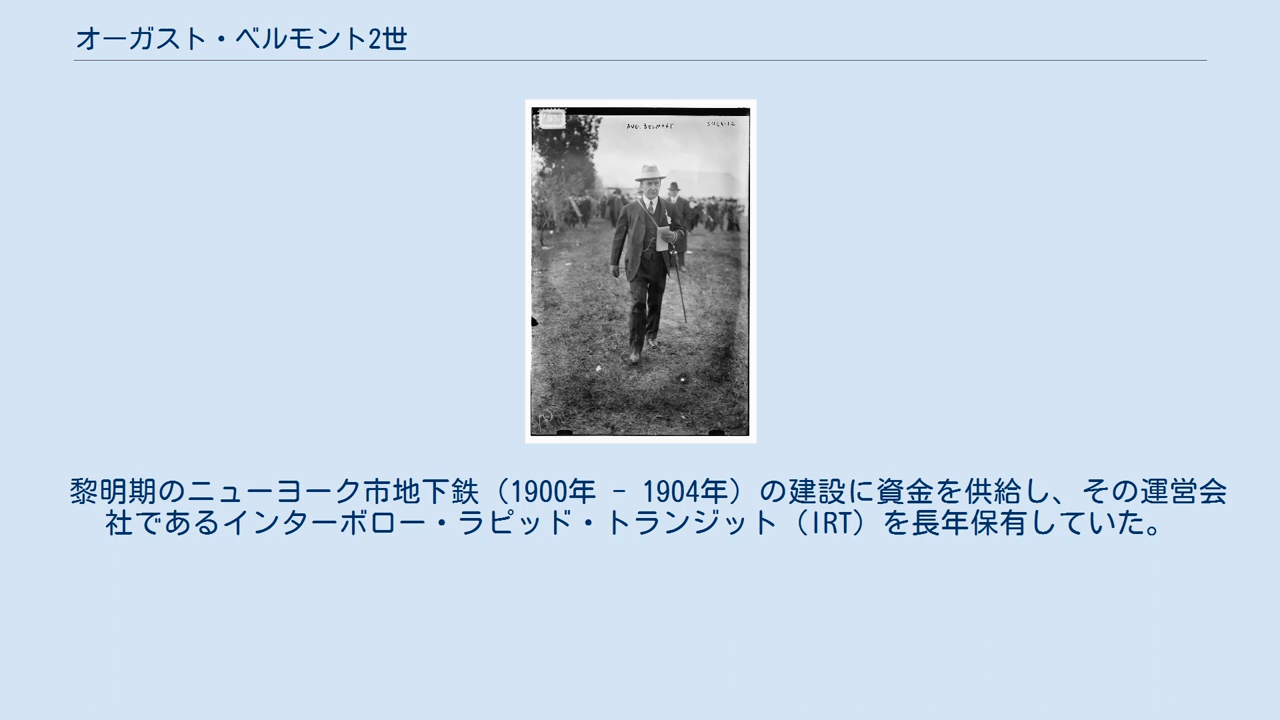 オーガスト・ベルモント2世
AUG. BELMONT
黎明期のニューヨーク市地下鉄（1900年 - 1904年）の建設に資金を供給し、その運営会
社であるインターボロー・ラピッド・トランジット（IRT）を長年保有していた。